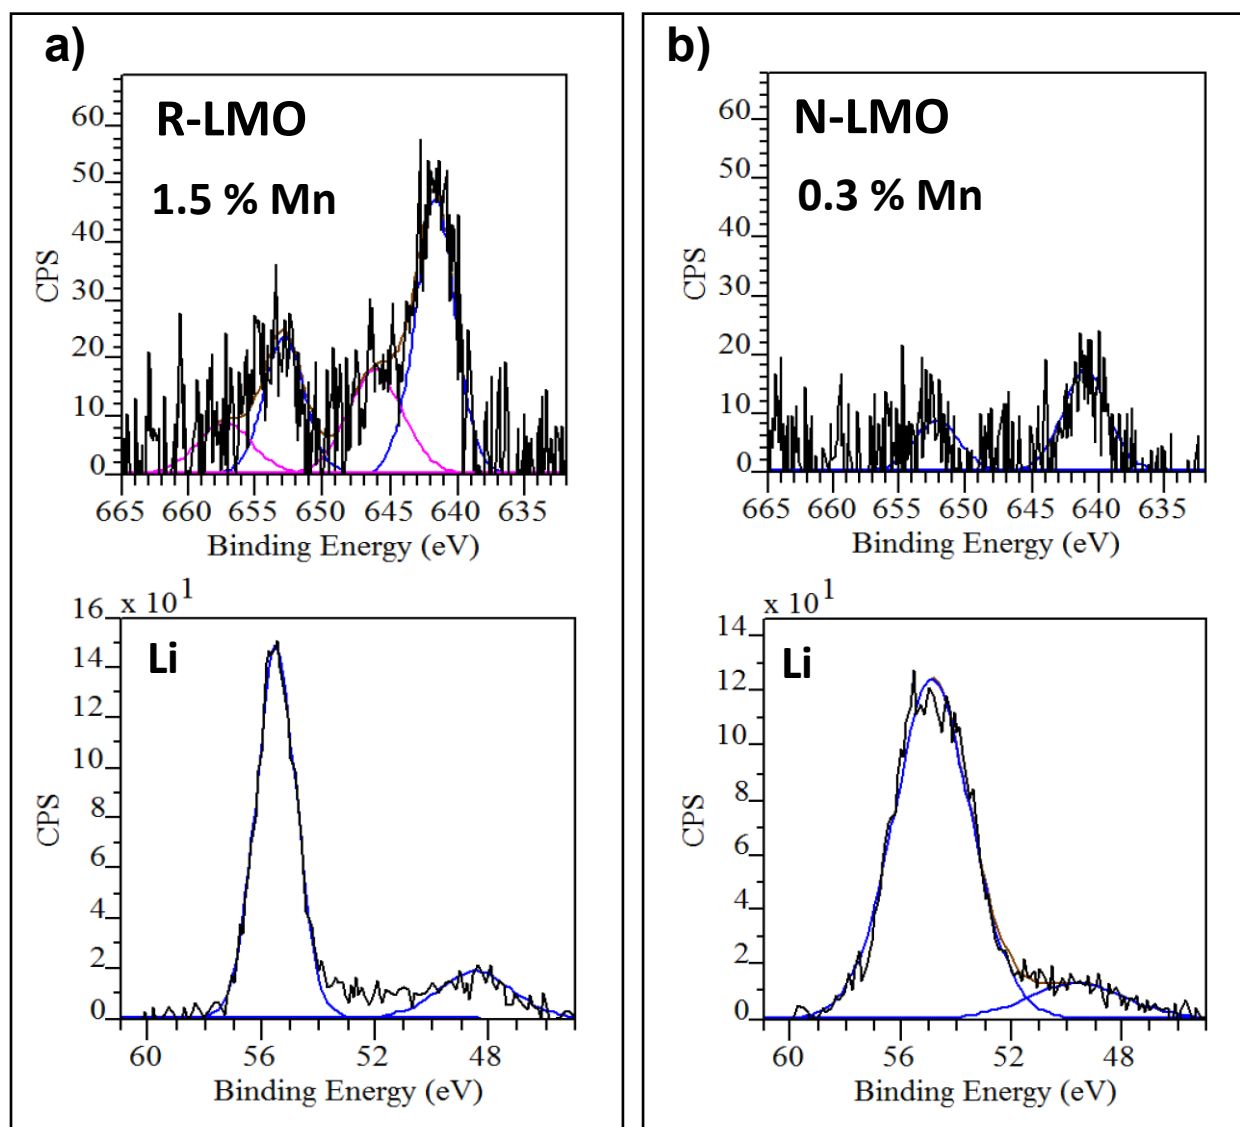 a)
R-LMO
1.5 % Mn
CPS
60
50
40
30
20
10
0
665 660 655 650 645 640 635
Binding Energy (eV)
x 10¹
Li
CPS
16
14
12
10
8
6
4
2
0
60 56 52 48
Binding Energy (eV)
b)
N-LMO
0.3 % Mn
CPS
60
50
40
30
20
10
0
665 660 655 650 645 640 635
Binding Energy (eV)
x 10¹
Li
CPS
14
12
10
8
6
4
2
0
60 56 52 48
Binding Energy (eV)